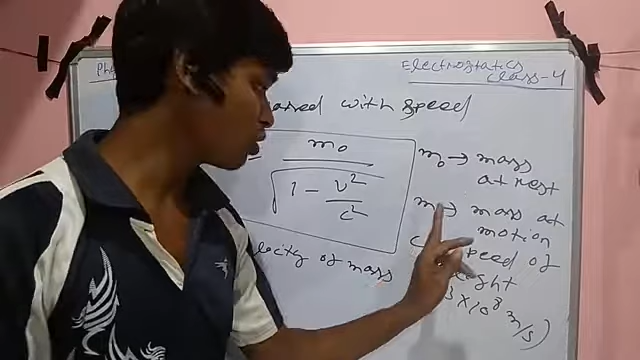 Ph
Electrostatics
class-4
ased with speed
m₀
1 - v²
c²
m₀ → mass
at rest
m → mass at
motion
speed of
light
3 × 10⁸ m/s)
locity of mass